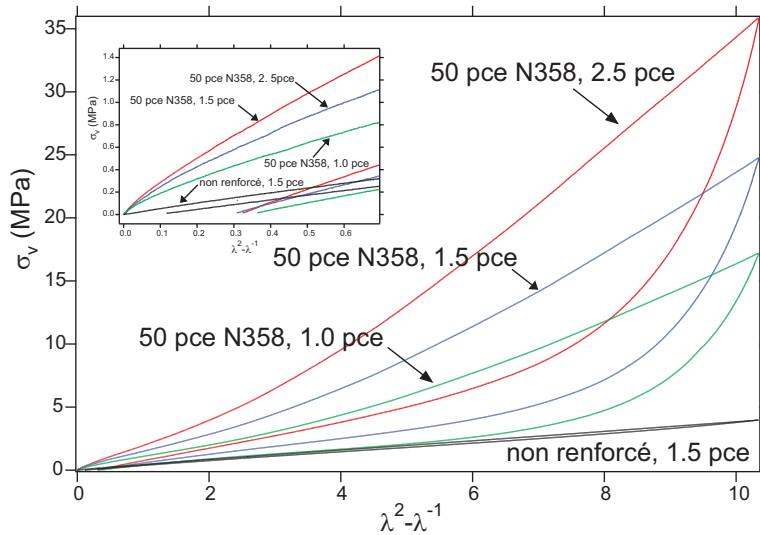 35
30
25
20
15
10
5
0
σv (MPa)
0
2
4
6
8
10
λ²-λ⁻¹
50 pce N358, 2.5 pce
50 pce N358, 1.5 pce
50 pce N358, 1.0 pce
non renforcé, 1.5 pce
1.4
1.2
1.0
0.8
0.6
0.4
0.2
0.0
σv (MPa)
0.0
0.1
0.2
0.3
0.4
0.5
0.6
λ²-λ⁻¹
50 pce N358, 2. 5pce
50 pce N358, 1.5 pce
50 pce N358, 1.0 pce
non renforcé, 1.5 pce